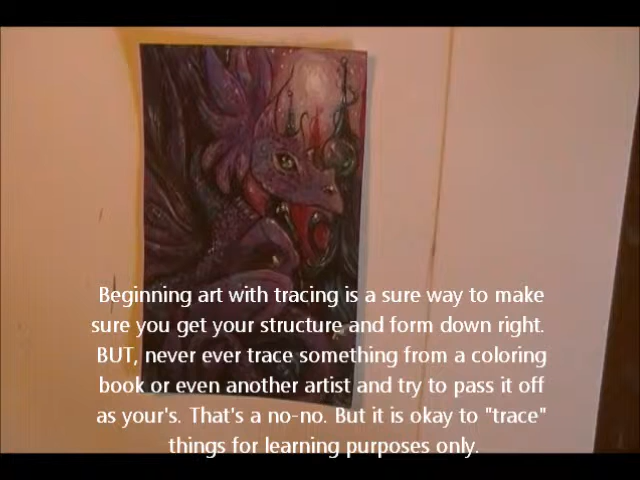 Beginning art with tracing is a sure way to make
sure you get your structure and form down right.
BUT, never ever trace something from a coloring
book or even another artist and try to pass it off
as your's. That's a no-no. But it is okay to "trace"
things for learning purposes only.